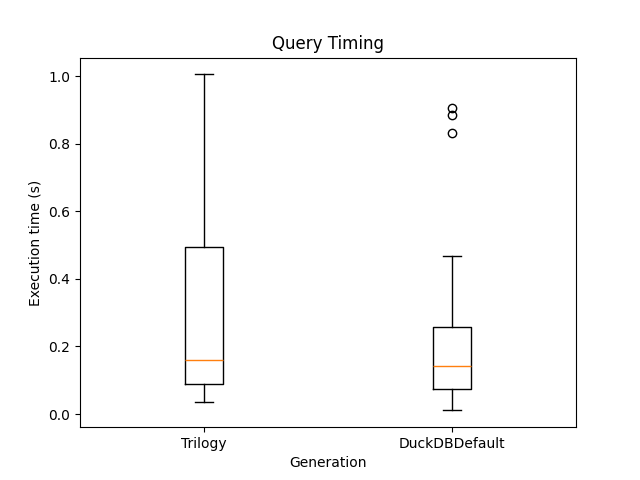 Query Timing
1.0
0.8
0.6
0.4
0.2
0.0
Execution time (s)
Trilogy
DuckDBDefault
Generation